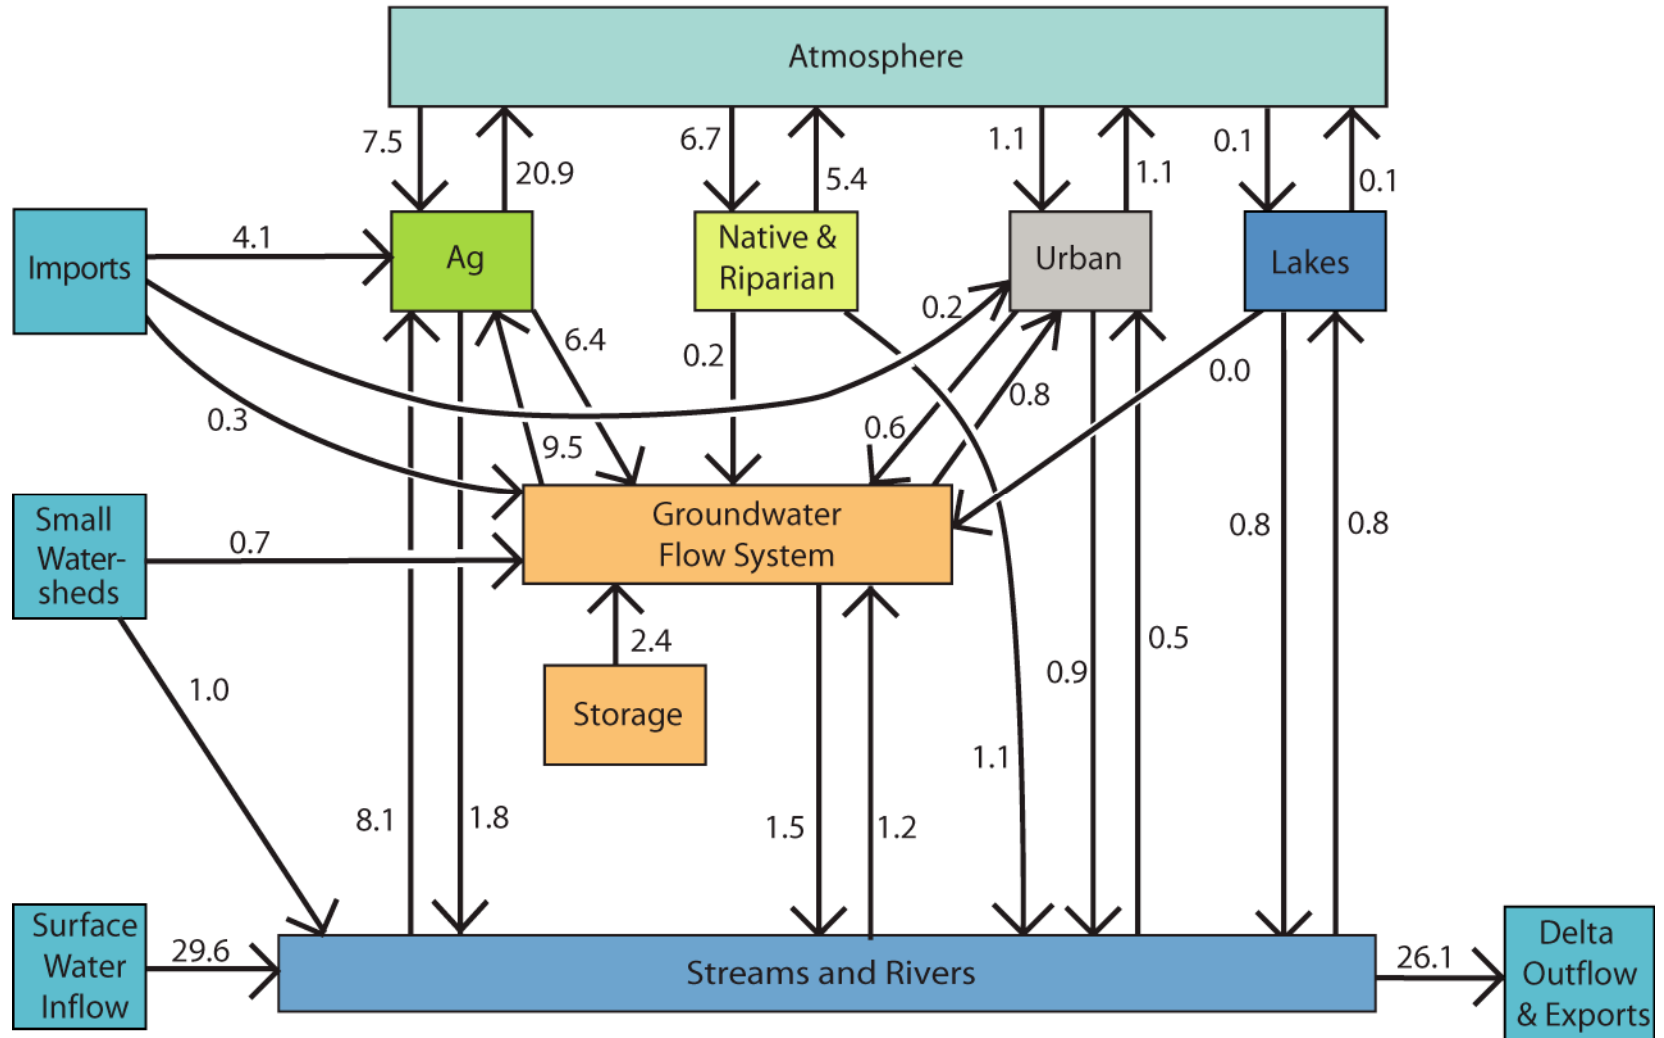 Atmosphere
7.5
20.9
6.7
5.4
1.1
1.1
0.1
0.1
Imports
4.1
Ag
Native &
Riparian
Urban
Lakes
0.2
6.4
0.2
0.8
0.0
0.3
9.5
0.6
Small
Water-
sheds
0.7
Groundwater
Flow System
0.8
0.8
2.4
0.5
0.9
1.0
Storage
1.1
8.1
1.8
1.5
1.2
Surface
Water
Inflow
29.6
Streams and Rivers
26.1
Delta
Outflow
& Exports